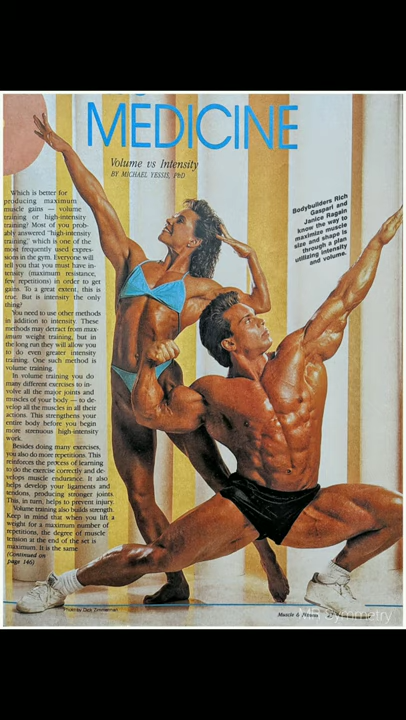 MEDICINE
Volume vs Intensity
BY MICHAEL YESSIS, PhD
Which is better for
producing maximum
muscle gains — volume
training or high-intensity
training? Most of you prob-
ably answered "high-intensity
training," which is one of the
most frequently used expres-
sions in the gym. Everyone will
tell you that you must have in-
tensity (maximum resistance,
few repetitions) in order to get
gains. To a great extent, this is
true. But is intensity the only
thing?
You need to use other methods
in addition to intensity. These
methods may detract from max-
imum weight training, but in
the long run they will allow you
to do even greater intensity
training. One such method is
volume training.
In volume training you do
many different exercises to in-
volve all the major joints and
muscles of your body — to de-
velop all the muscles in all their
actions. This strengthens your
entire body before you begin
more strenuous high-intensity
work.
Besides doing many exercises,
you also do more repetitions. This
reinforces the process of learning
to do the exercise correctly and de-
velops muscle endurance. It also
helps develop your ligaments and
tendons, producing stronger joints.
This, in turn, helps to prevent injury.
Volume training also builds strength.
Keep in mind that when you lift a
weight for a maximum number of
repetitions, the degree of muscle
tension at the end of the set is
maximum. It is the same
(Continued on
page 146)
Bodybuilders Rich
Gaspari and
Janice Ragain
know the way to
maximize muscle
size and shape is
through a plan
utilizing intensity
and volume.
Photo by Dick Zimmerman
Muscle & Fitness